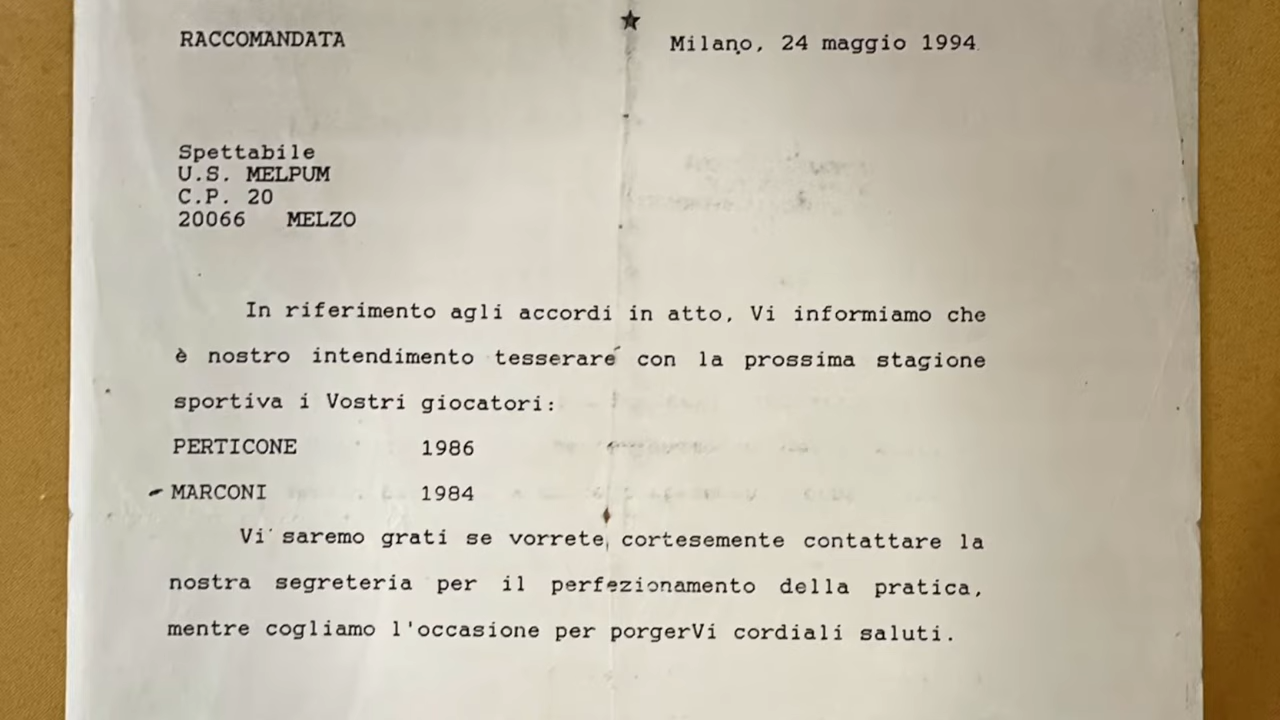 RACCOMANDATA Milano, 24 maggio 1994
Spettabile
U.S. MELPUM
C.P. 20
20066 MELZO
In riferimento agli accordi in atto, Vi informiamo che
è nostro intendimento tesserare con la prossima stagione
sportiva i Vostri giocatori:
PERTICONE 1986
MARCONI 1984
Vi saremo grati se vorrete cortesemente contattare la
nostra segreteria per il perfezionamento della pratica,
mentre cogliamo l'occasione per porgerVi cordiali saluti.